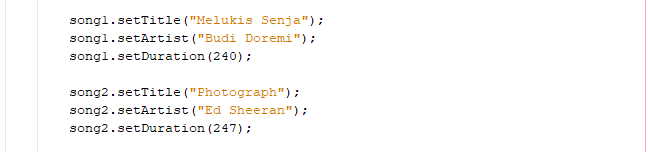 song1.setTitle("Melukis Senja");
song1.setArtist("Budi Doremi");
song1.setDuration(240);
song2.setTitle("Photograph");
song2.setArtist("Ed Sheeran");
song2.setDuration(247);